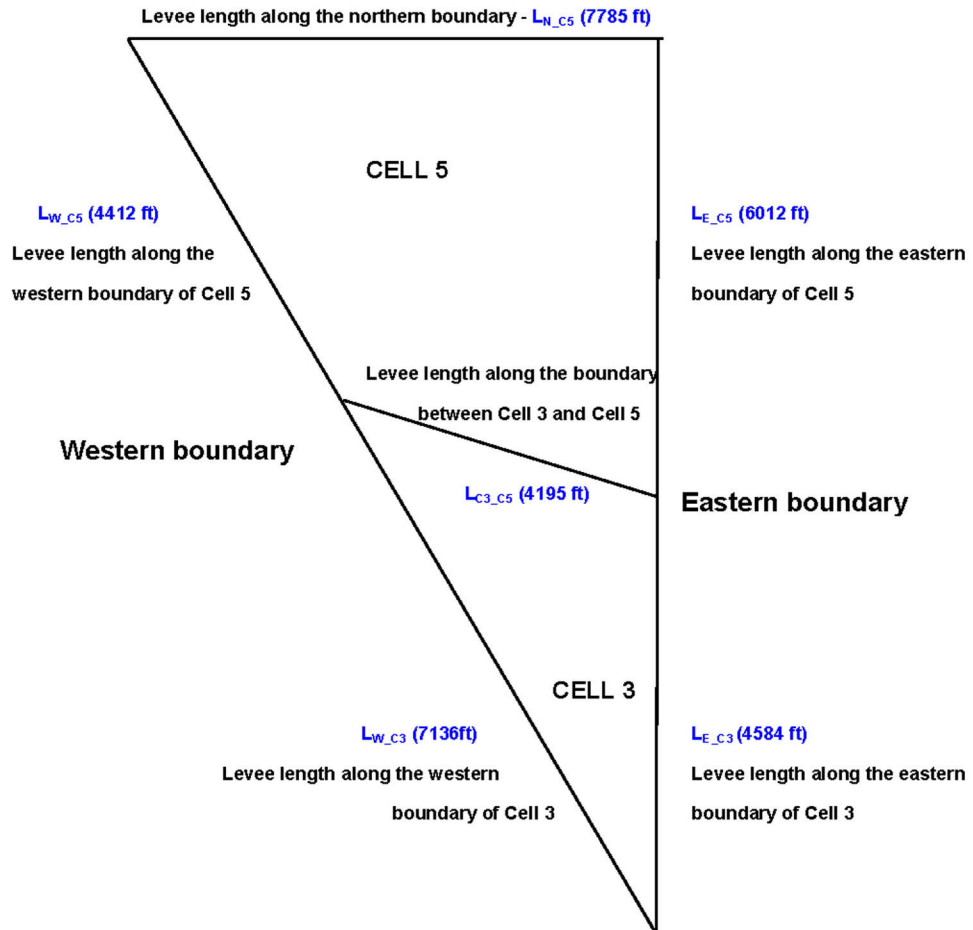 Levee length along the northern boundary - L_N_C5 (7785 ft)
CELL 5
L_W_C5 (4412 ft)
Levee length along the
western boundary of Cell 5
L_E_C5 (6012 ft)
Levee length along the eastern
boundary of Cell 5
Levee length along the boundary
between Cell 3 and Cell 5
Western boundary
L_C3_C5 (4195 ft)
Eastern boundary
CELL 3
L_W_C3 (7136ft)
Levee length along the western
boundary of Cell 3
L_E_C3 (4584 ft)
Levee length along the eastern
boundary of Cell 3